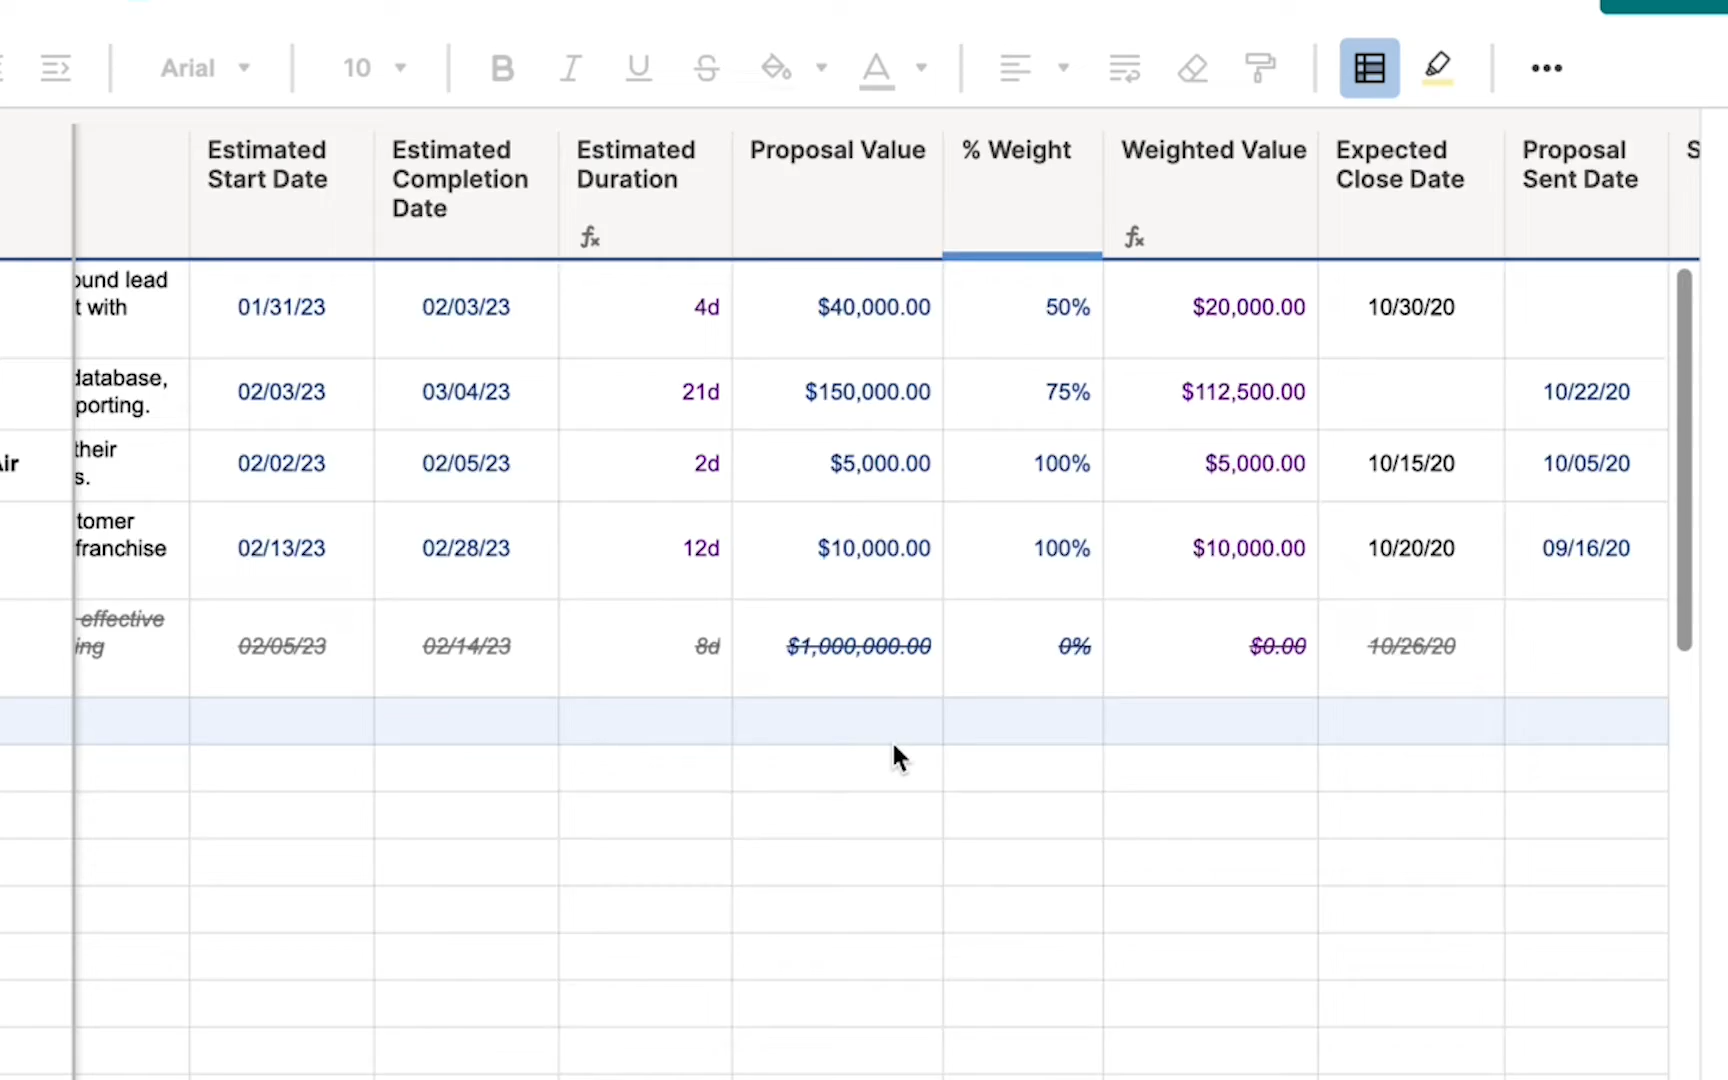 Arial 10 B I U S A
Estimated Start Date Estimated Completion Date Estimated Duration Proposal Value % Weight Weighted Value Expected Close Date Proposal Sent Date S
fx fx
ound lead
t with 01/31/23 02/03/23 4d $40,000.00 50% $20,000.00 10/30/20
database,
porting. 02/03/23 03/04/23 21d $150,000.00 75% $112,500.00 10/22/20
Air their
s. 02/02/23 02/05/23 2d $5,000.00 100% $5,000.00 10/15/20 10/05/20
tomer
franchise 02/13/23 02/28/23 12d $10,000.00 100% $10,000.00 10/20/20 09/16/20
effective
ing 02/05/23 02/14/23 8d $1,000,000.00 0% $0.00 10/26/20